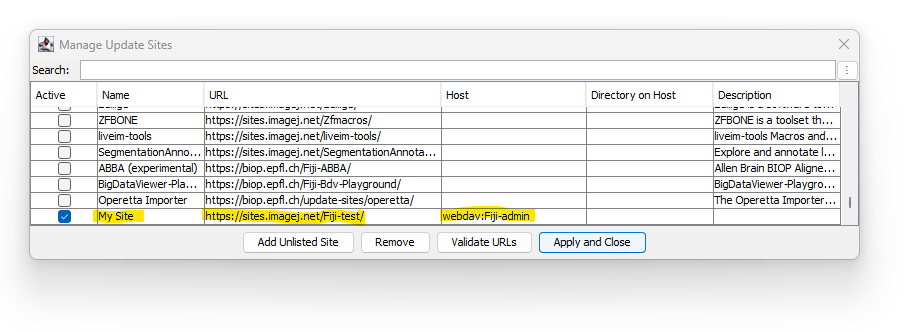 Manage Update Sites
Search:
Active Name URL Host Directory on Host Description
ZFBONE https://sites.imagej.net/Zfmacros/ ZFBONE is a toolset th...
liveim-tools https://sites.imagej.net/liveim-tools/ liveim-tools Macros and...
SegmentationAnno... https://sites.imagej.net/SegmentationAnnota... Explore and annotate l...
ABBA (experimental) https://biop.epfl.ch/Fiji-ABBA/ Allen Brain BIOP Aligne...
BigDataViewer-Pla... https://biop.epfl.ch/Fiji-Bdv-Playground/ BigDataViewer-Playgro...
Operetta Importer https://biop.epfl.ch/update-sites/operetta/ The Operetta Importer...
My Site https://sites.imagej.net/Fiji-test/ webdav:Fiji-admin
Add Unlisted Site Remove Validate URLs Apply and Close